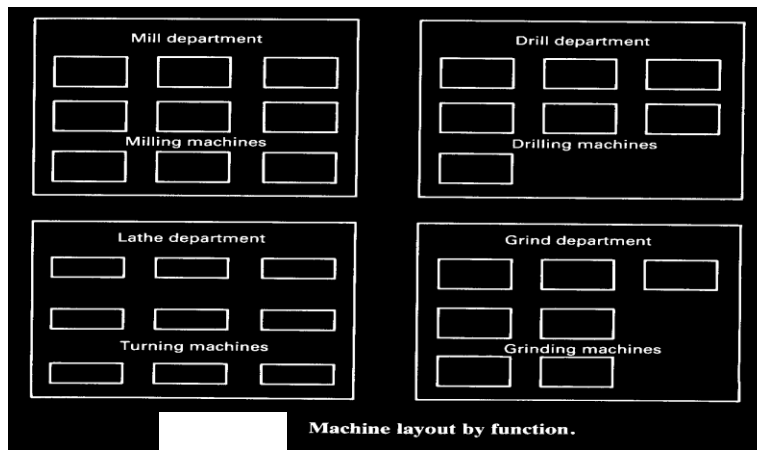 Mill department
Milling machines
Drill department
Drilling machines
Lathe department
Turning machines
Grind department
Grinding machines
Machine layout by function.